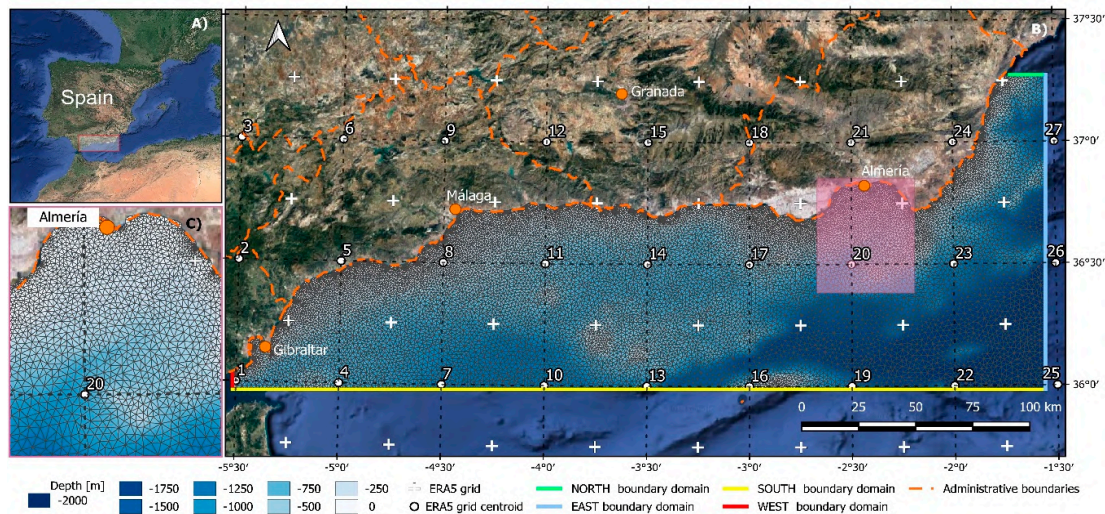 A)
Spain
B)
Granada
3 6 9 12 15 18 21 24 27
Almería
Málaga
2 5 8 11 14 17 20 23 26
Gibraltar
1 4 7 10 13 16 19 22 25
0 25 50 75 100 km
37°30'
37°0'
36°30'
36°0'
-5°30' -5°0' -4°30' -4°0' -3°30' -3°0' -2°30' -2°0' -1°30'
Almería
C)
20
Depth [m]
-2000
-1750 -1250 -750 -250
-1500 -1000 -500 0
ERA5 grid
ERA5 grid centroid
NORTH boundary domain
EAST boundary domain
SOUTH boundary domain
WEST boundary domain
Administrative boundaries